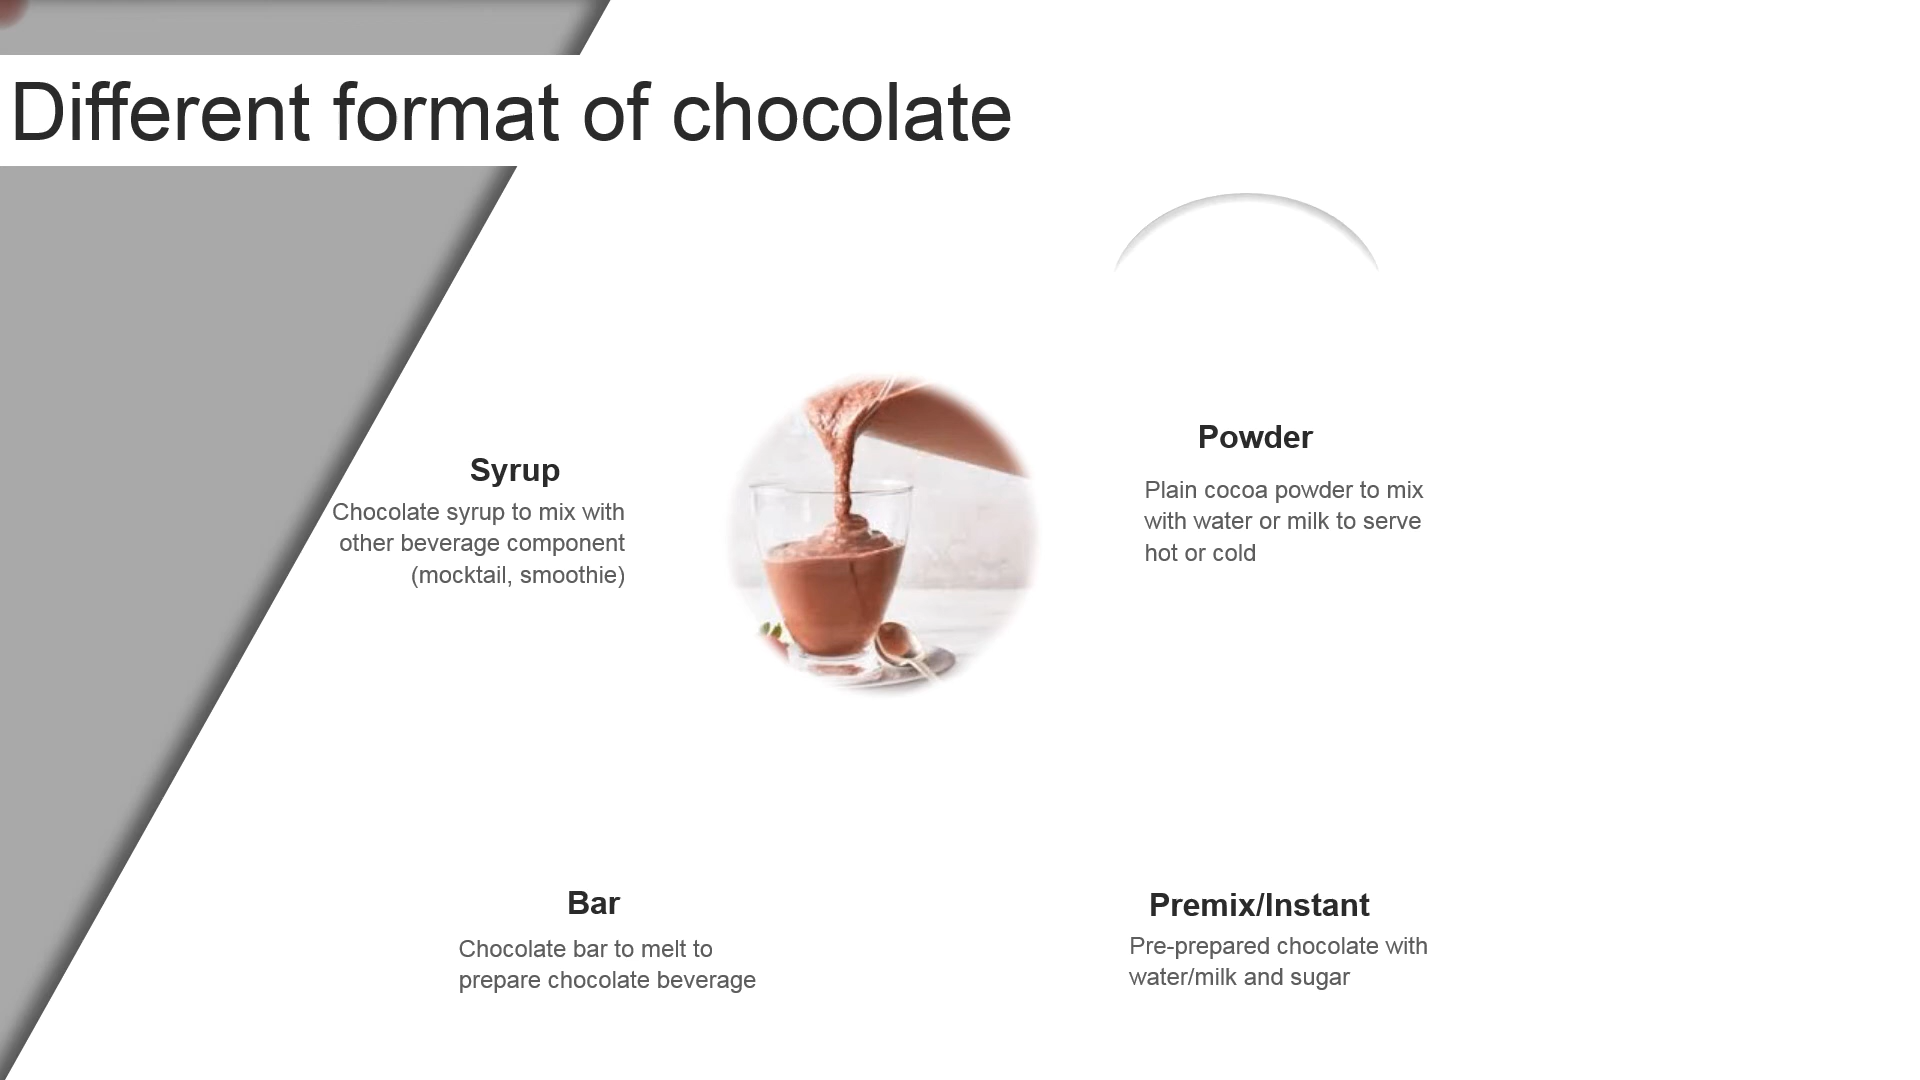 Different format of chocolate
Syrup
Chocolate syrup to mix with
other beverage component
(mocktail, smoothie)
Powder
Plain cocoa powder to mix
with water or milk to serve
hot or cold
Bar
Chocolate bar to melt to
prepare chocolate beverage
Premix/Instant
Pre-prepared chocolate with
water/milk and sugar